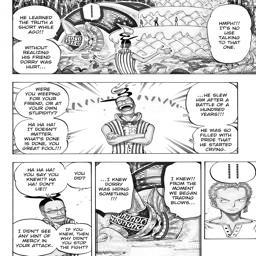 HMPH!!!
IT'S NO
USE
TALKING
TO THAT
ONE.
HE LEARNED
THE TRUTH A
SHORT WHILE
AGO!!
WITHOUT
REALIZING
HIS FRIEND
DORRY WAS
HURT...
...HE SLEW
HIM AFTER A
BATTLE OF A
HUNDRED
YEARS!!!
HE WAS SO
FILLED WITH
PRIDE THAT
HE STARTED
CRYING.
WERE YOU
WEEPING FOR
YOUR FRIEND,
OR AT YOUR
OWN
STUPIDITY?
HA HA HA!
IT DOESN'T
MATTER.
WHAT'S DONE
IS DONE, YOU
GREAT FOOL!!!
!!!
I KNEW!!
FROM THE
MOMENT
WE BEGAN
TRADING
BLOWS...
...I KNEW
DORRY
WAS HIDING
SOMETHING
!!!
YOU
DID?
HA HA HA!!
YOU SAY YOU
KNEW?!
HA HA!
DON'T
LIE!!
IF YOU
KNEW, THEN
WHY DIDN'T
YOU STOP
THE FIGHT?
I DIDN'T SEE
ANY HINT OF
MERCY IN
YOUR ATTACK.